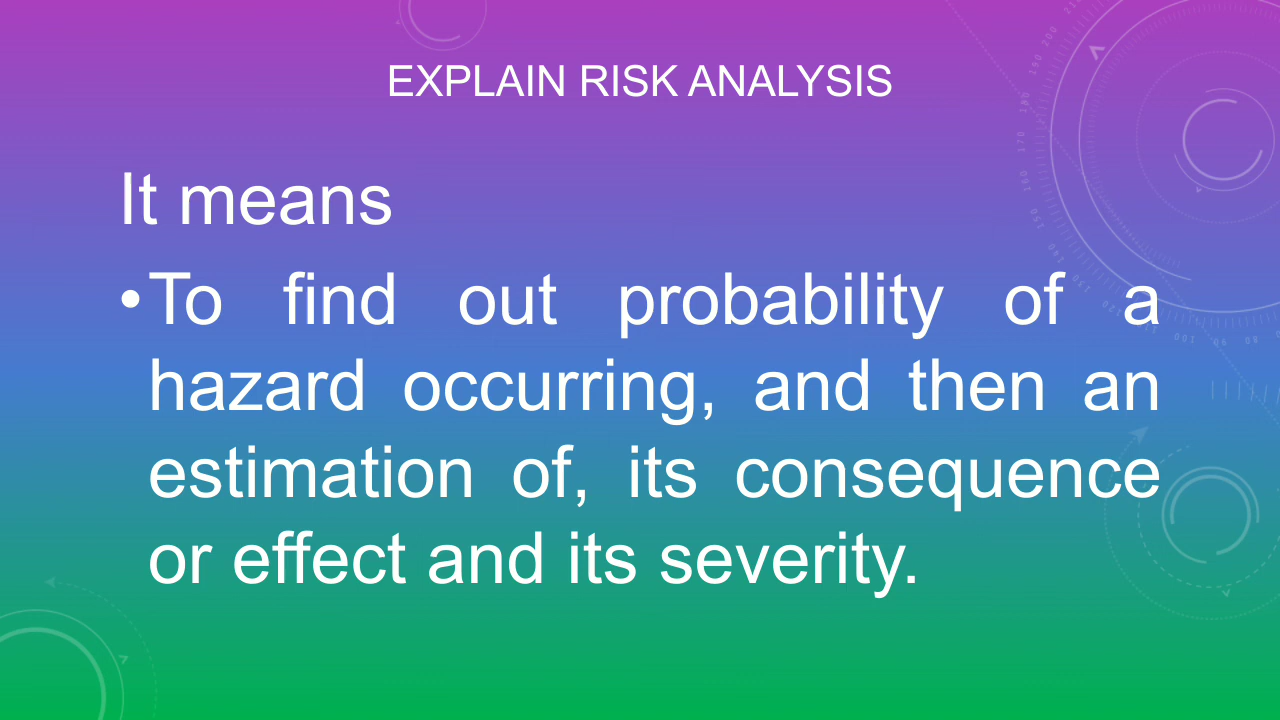 EXPLAIN RISK ANALYSIS
It means
•To find out probability of a
hazard occurring, and then an
estimation of, its consequence
or effect and its severity.